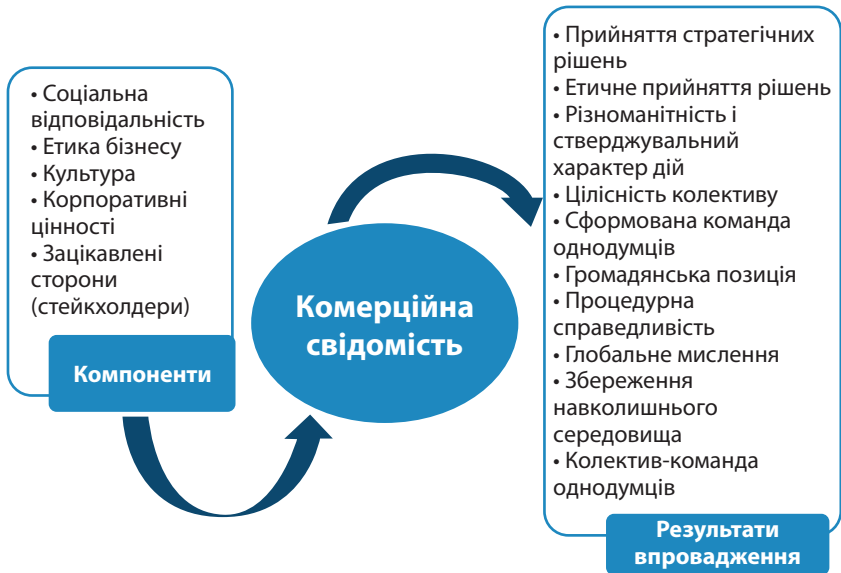 • Соціальна
відповідальність
• Етика бізнесу
• Культура
• Корпоративні
цінності
• Зацікавлені
сторони
(стейкхолдери)
Компоненти
Комерційна
свідомість
• Прийняття стратегічних
рішень
• Етичне прийняття рішень
• Різноманітність і
стверджувальний
характер дій
• Цілісність колективу
• Сформована команда
однодумців
• Громадянська позиція
• Процедурна
справедливість
• Глобальне мислення
• Збереження
навколишнього
середовища
• Колектив-команда
однодумців
Результати
впровадження